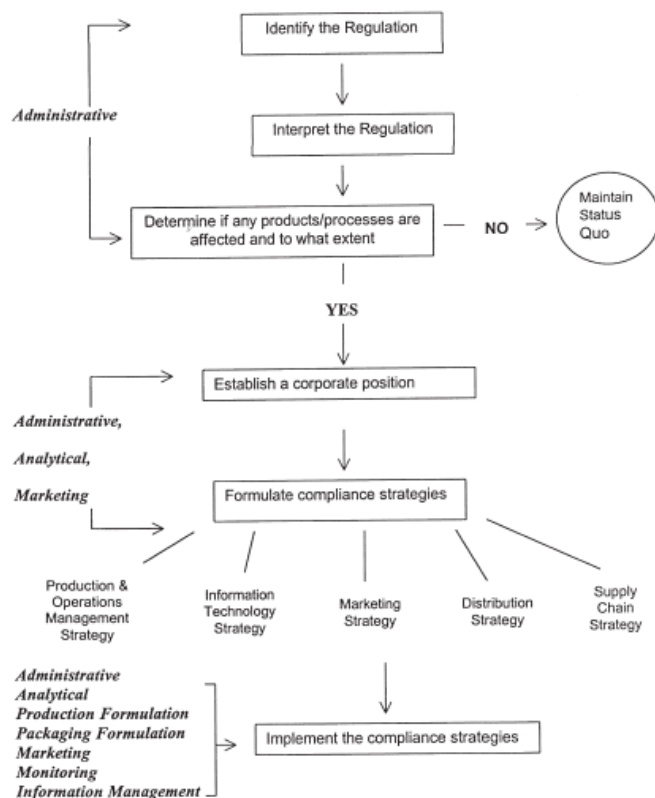 Identify the Regulation
Administrative
Interpret the Regulation
Determine if any products/processes are
affected and to what extent
NO
Maintain
Status
Quo
YES
Establish a corporate position
Administrative,
Analytical,
Marketing
Formulate compliance strategies
Production &
Operations
Management
Strategy
Information
Technology
Strategy
Marketing
Strategy
Distribution
Strategy
Supply
Chain
Strategy
Administrative
Analytical
Production Formulation
Packaging Formulation
Marketing
Monitoring
Information Management
Implement the compliance strategies